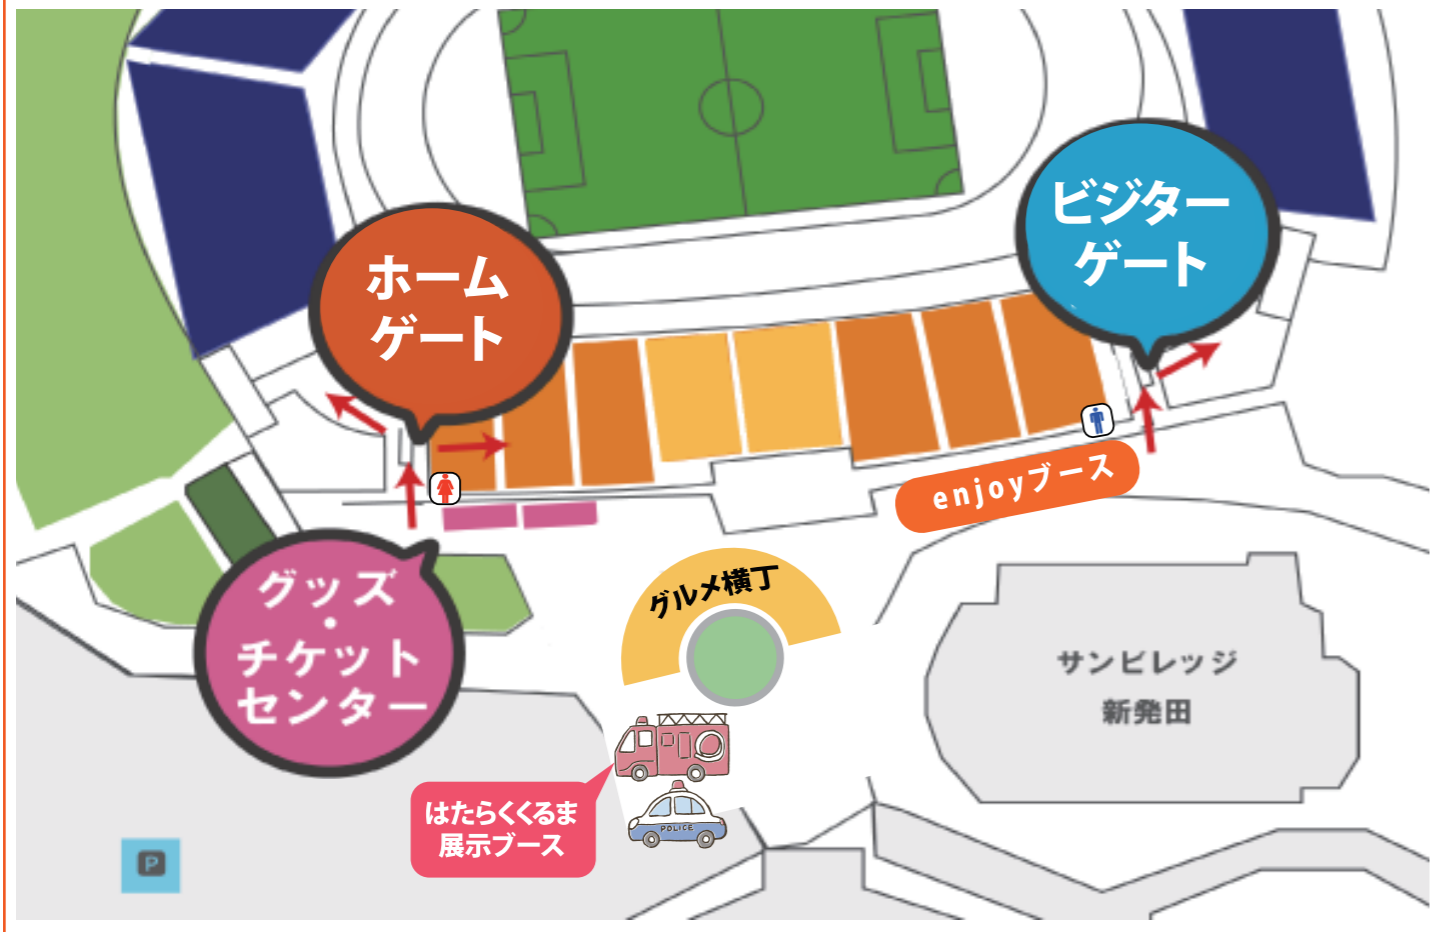 ビジター
ゲート
ホーム
ゲート
enjoyブース
グッズ
・
チケット
センター
グルメ横丁
サンビレッジ
新発田
はたらくくるま
展示ブース
POLICE
P